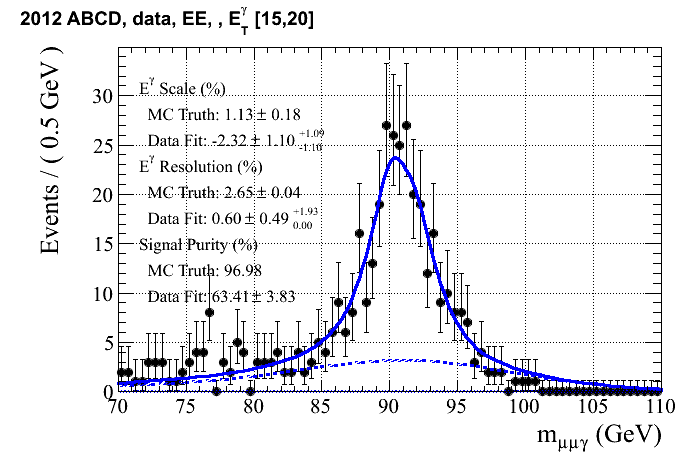 2012 ABCD, data, EE, , E_T^γ [15,20]
Events / ( 0.5 GeV )
E^γ Scale (%)
MC Truth: 1.13 ± 0.18
Data Fit: -2.32 ± 1.10 +1.09 -1.10
E^γ Resolution (%)
MC Truth: 2.65 ± 0.04
Data Fit: 0.60 ± 0.49 +1.93 0.00
Signal Purity (%)
MC Truth: 96.98
Data Fit: 63.41 ± 3.83
30
25
20
15
10
5
0
70 75 80 85 90 95 100 105 110
m_μμγ (GeV)